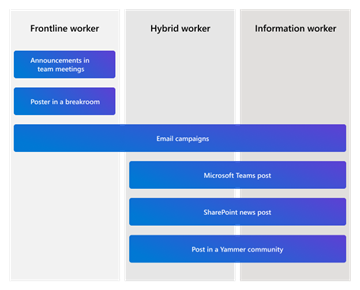 Frontline worker
Hybrid worker
Information worker
Announcements in
team meetings
Poster in a breakroom
Email campaigns
Microsoft Teams post
SharePoint news post
Post in a Yammer community